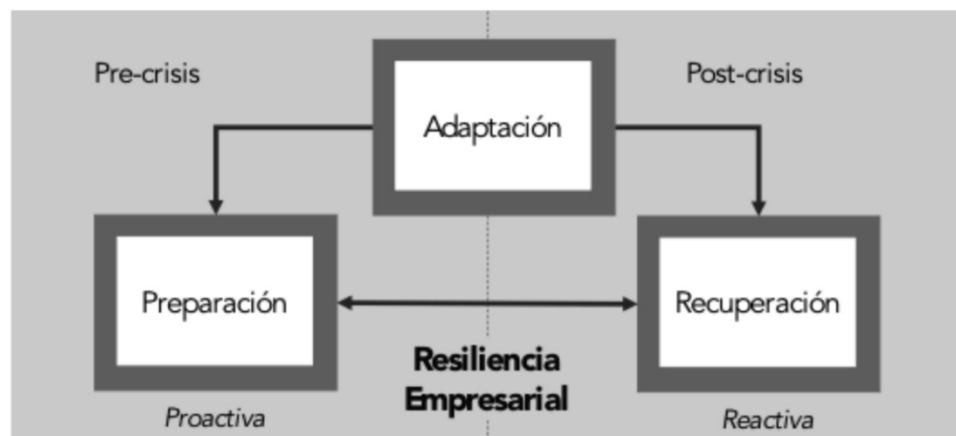 Pre-crisis
Post-crisis
Adaptación
Preparación
Recuperación
Resiliencia
Empresarial
Proactiva
Reactiva